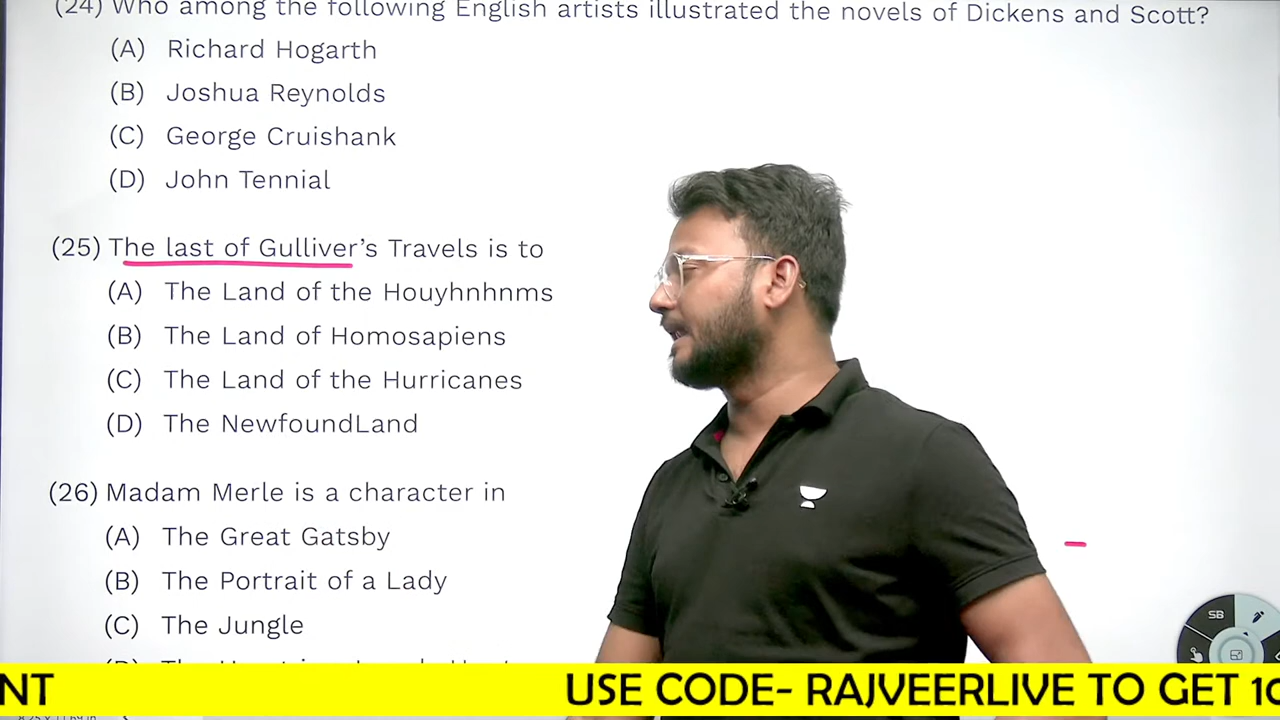 (24) Who among the following English artists illustrated the novels of Dickens and Scott?
(A) Richard Hogarth
(B) Joshua Reynolds
(C) George Cruishank
(D) John Tennial
(25) The last of Gulliver's Travels is to
(A) The Land of the Houyhnhnms
(B) The Land of Homosapiens
(C) The Land of the Hurricanes
(D) The NewfoundLand
(26) Madam Merle is a character in
(A) The Great Gatsby
(B) The Portrait of a Lady
(C) The Jungle
SB
NT USE CODE- RAJVEERLIVE TO GET 10